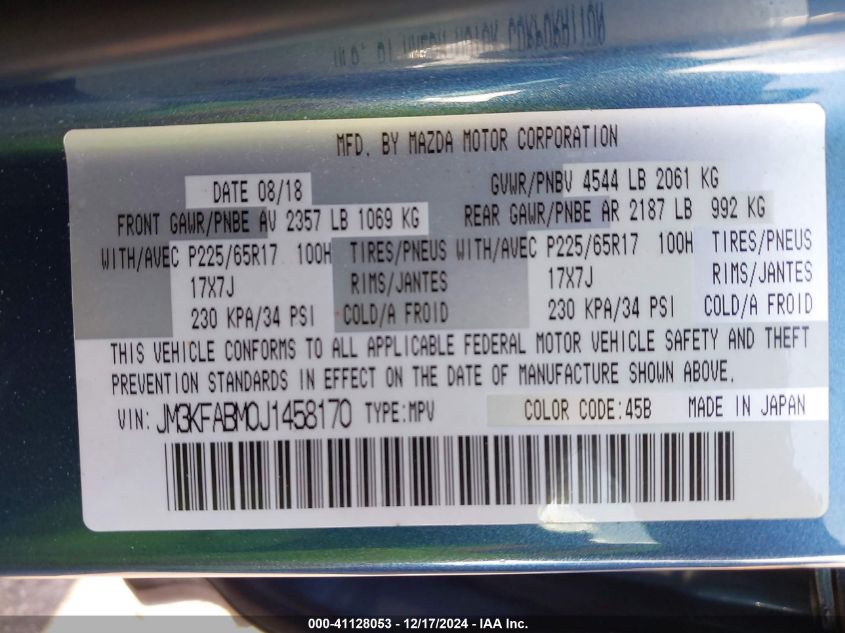 MFD. BY MAZDA MOTOR CORPORATION
DATE 08/18 GVWR/PNBV 4544 LB 2061 KG
FRONT GAWR/PNBE AV 2357 LB 1069 KG REAR GAWR/PNBE AR 2187 LB 992 KG
WITH/AVEC P225/65R17 100H TIRES/PNEUS WITH/AVEC P225/65R17 100H TIRES/PNEUS
17X7J RIMS/JANTES 17X7J RIMS/JANTES
230 KPA/34 PSI COLD/A FROID 230 KPA/34 PSI COLD/A FROID
THIS VEHICLE CONFORMS TO ALL APPLICABLE FEDERAL MOTOR VEHICLE SAFETY AND THEFT
PREVENTION STANDARDS IN EFFECT ON THE DATE OF MANUFACTURE SHOWN ABOVE.
VIN: JM3KFABM0J1458170 TYPE:MPV COLOR CODE:45B MADE IN JAPAN
000-41128053 - 12/17/2024 - IAA Inc.